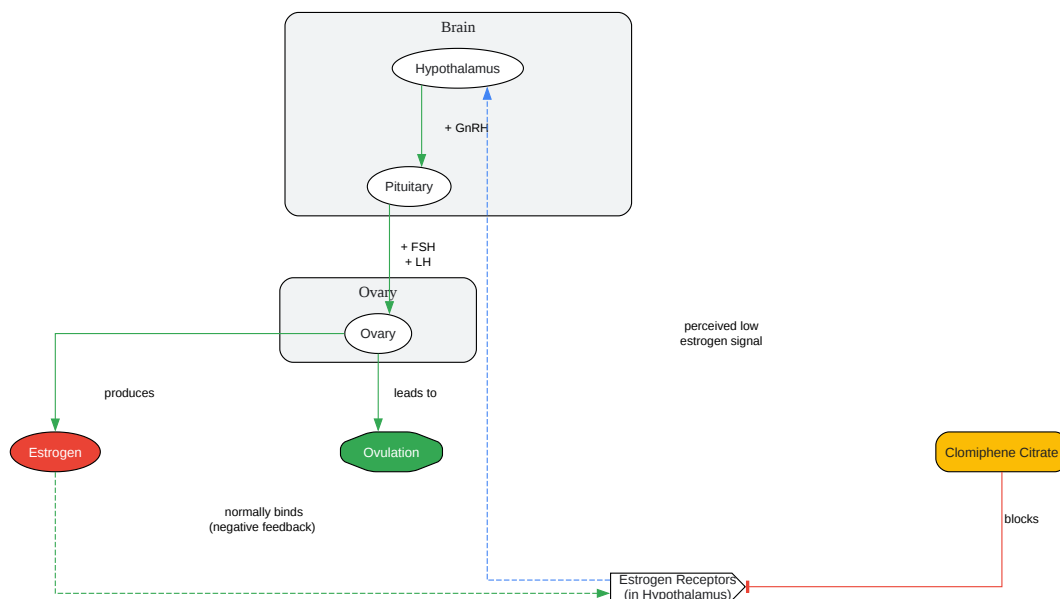 Brain
Hypothalamus
+ GnRH
Pituitary
+ FSH
+ LH
Ovary
Ovary
perceived low
estrogen signal
produces
leads to
Estrogen
Ovulation
Clomiphene Citrate
normally binds
(negative feedback)
blocks
Estrogen Receptors
(in Hypothalamus)